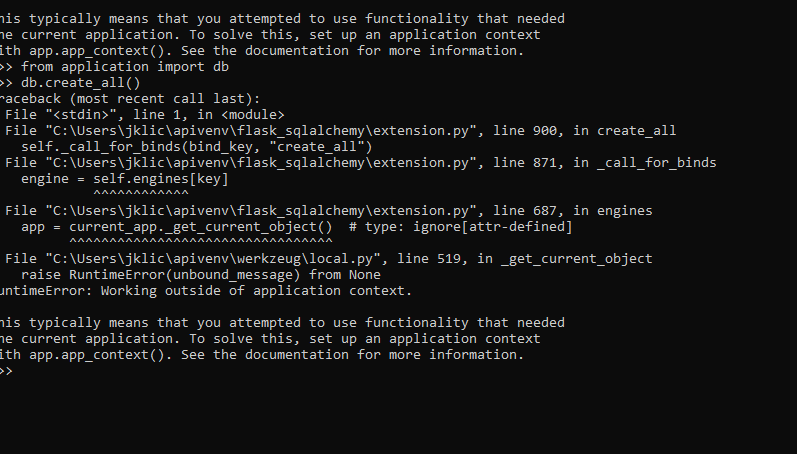 his typically means that you attempted to use functionality that needed
he current application. To solve this, set up an application context
ith app.app_context(). See the documentation for more information.
>> from application import db
>> db.create_all()
raceback (most recent call last):
File "<stdin>", line 1, in <module>
File "C:\Users\jklic\apivenv\flask_sqlalchemy\extension.py", line 900, in create_all
self._call_for_binds(bind_key, "create_all")
File "C:\Users\jklic\apivenv\flask_sqlalchemy\extension.py", line 871, in _call_for_binds
engine = self.engines[key]
^^^^^^^^^^^^
File "C:\Users\jklic\apivenv\flask_sqlalchemy\extension.py", line 687, in engines
app = current_app._get_current_object()  # type: ignore[attr-defined]
^^^^^^^^^^^^^^^^^^^^^^^^^^^^^^^^^
File "C:\Users\jklic\apivenv\werkzeug\local.py", line 519, in _get_current_object
raise RuntimeError(unbound_message) from None
untimeError: Working outside of application context.
his typically means that you attempted to use functionality that needed
he current application. To solve this, set up an application context
ith app.app_context(). See the documentation for more information.
>>